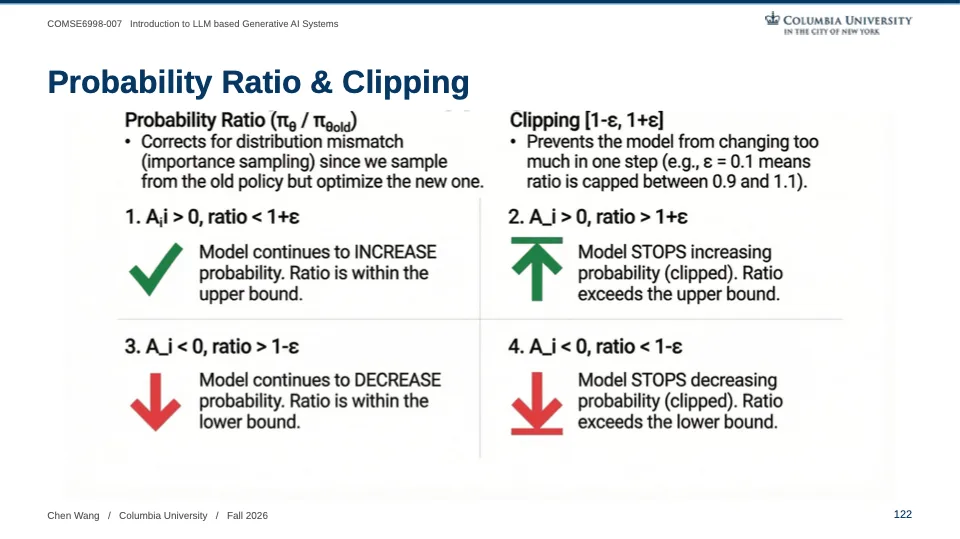 COMSE6998-007 Introduction to LLM based Generative AI Systems
COLUMBIA UNIVERSITY
IN THE CITY OF NEW YORK
Probability Ratio & Clipping
Probability Ratio (πθ / πθold)
• Corrects for distribution mismatch
(importance sampling) since we sample
from the old policy but optimize the new one.
Clipping [1-ε, 1+ε]
• Prevents the model from changing too
much in one step (e.g., ε = 0.1 means
ratio is capped between 0.9 and 1.1).
1. Aᵢi > 0, ratio < 1+ε
Model continues to INCREASE
probability. Ratio is within the
upper bound.
2. A_i > 0, ratio > 1+ε
Model STOPS increasing
probability (clipped). Ratio
exceeds the upper bound.
3. A_i < 0, ratio > 1-ε
Model continues to DECREASE
probability. Ratio is within the
lower bound.
4. A_i < 0, ratio < 1-ε
Model STOPS decreasing
probability (clipped). Ratio
exceeds the lower bound.
Chen Wang / Columbia University / Fall 2026
122